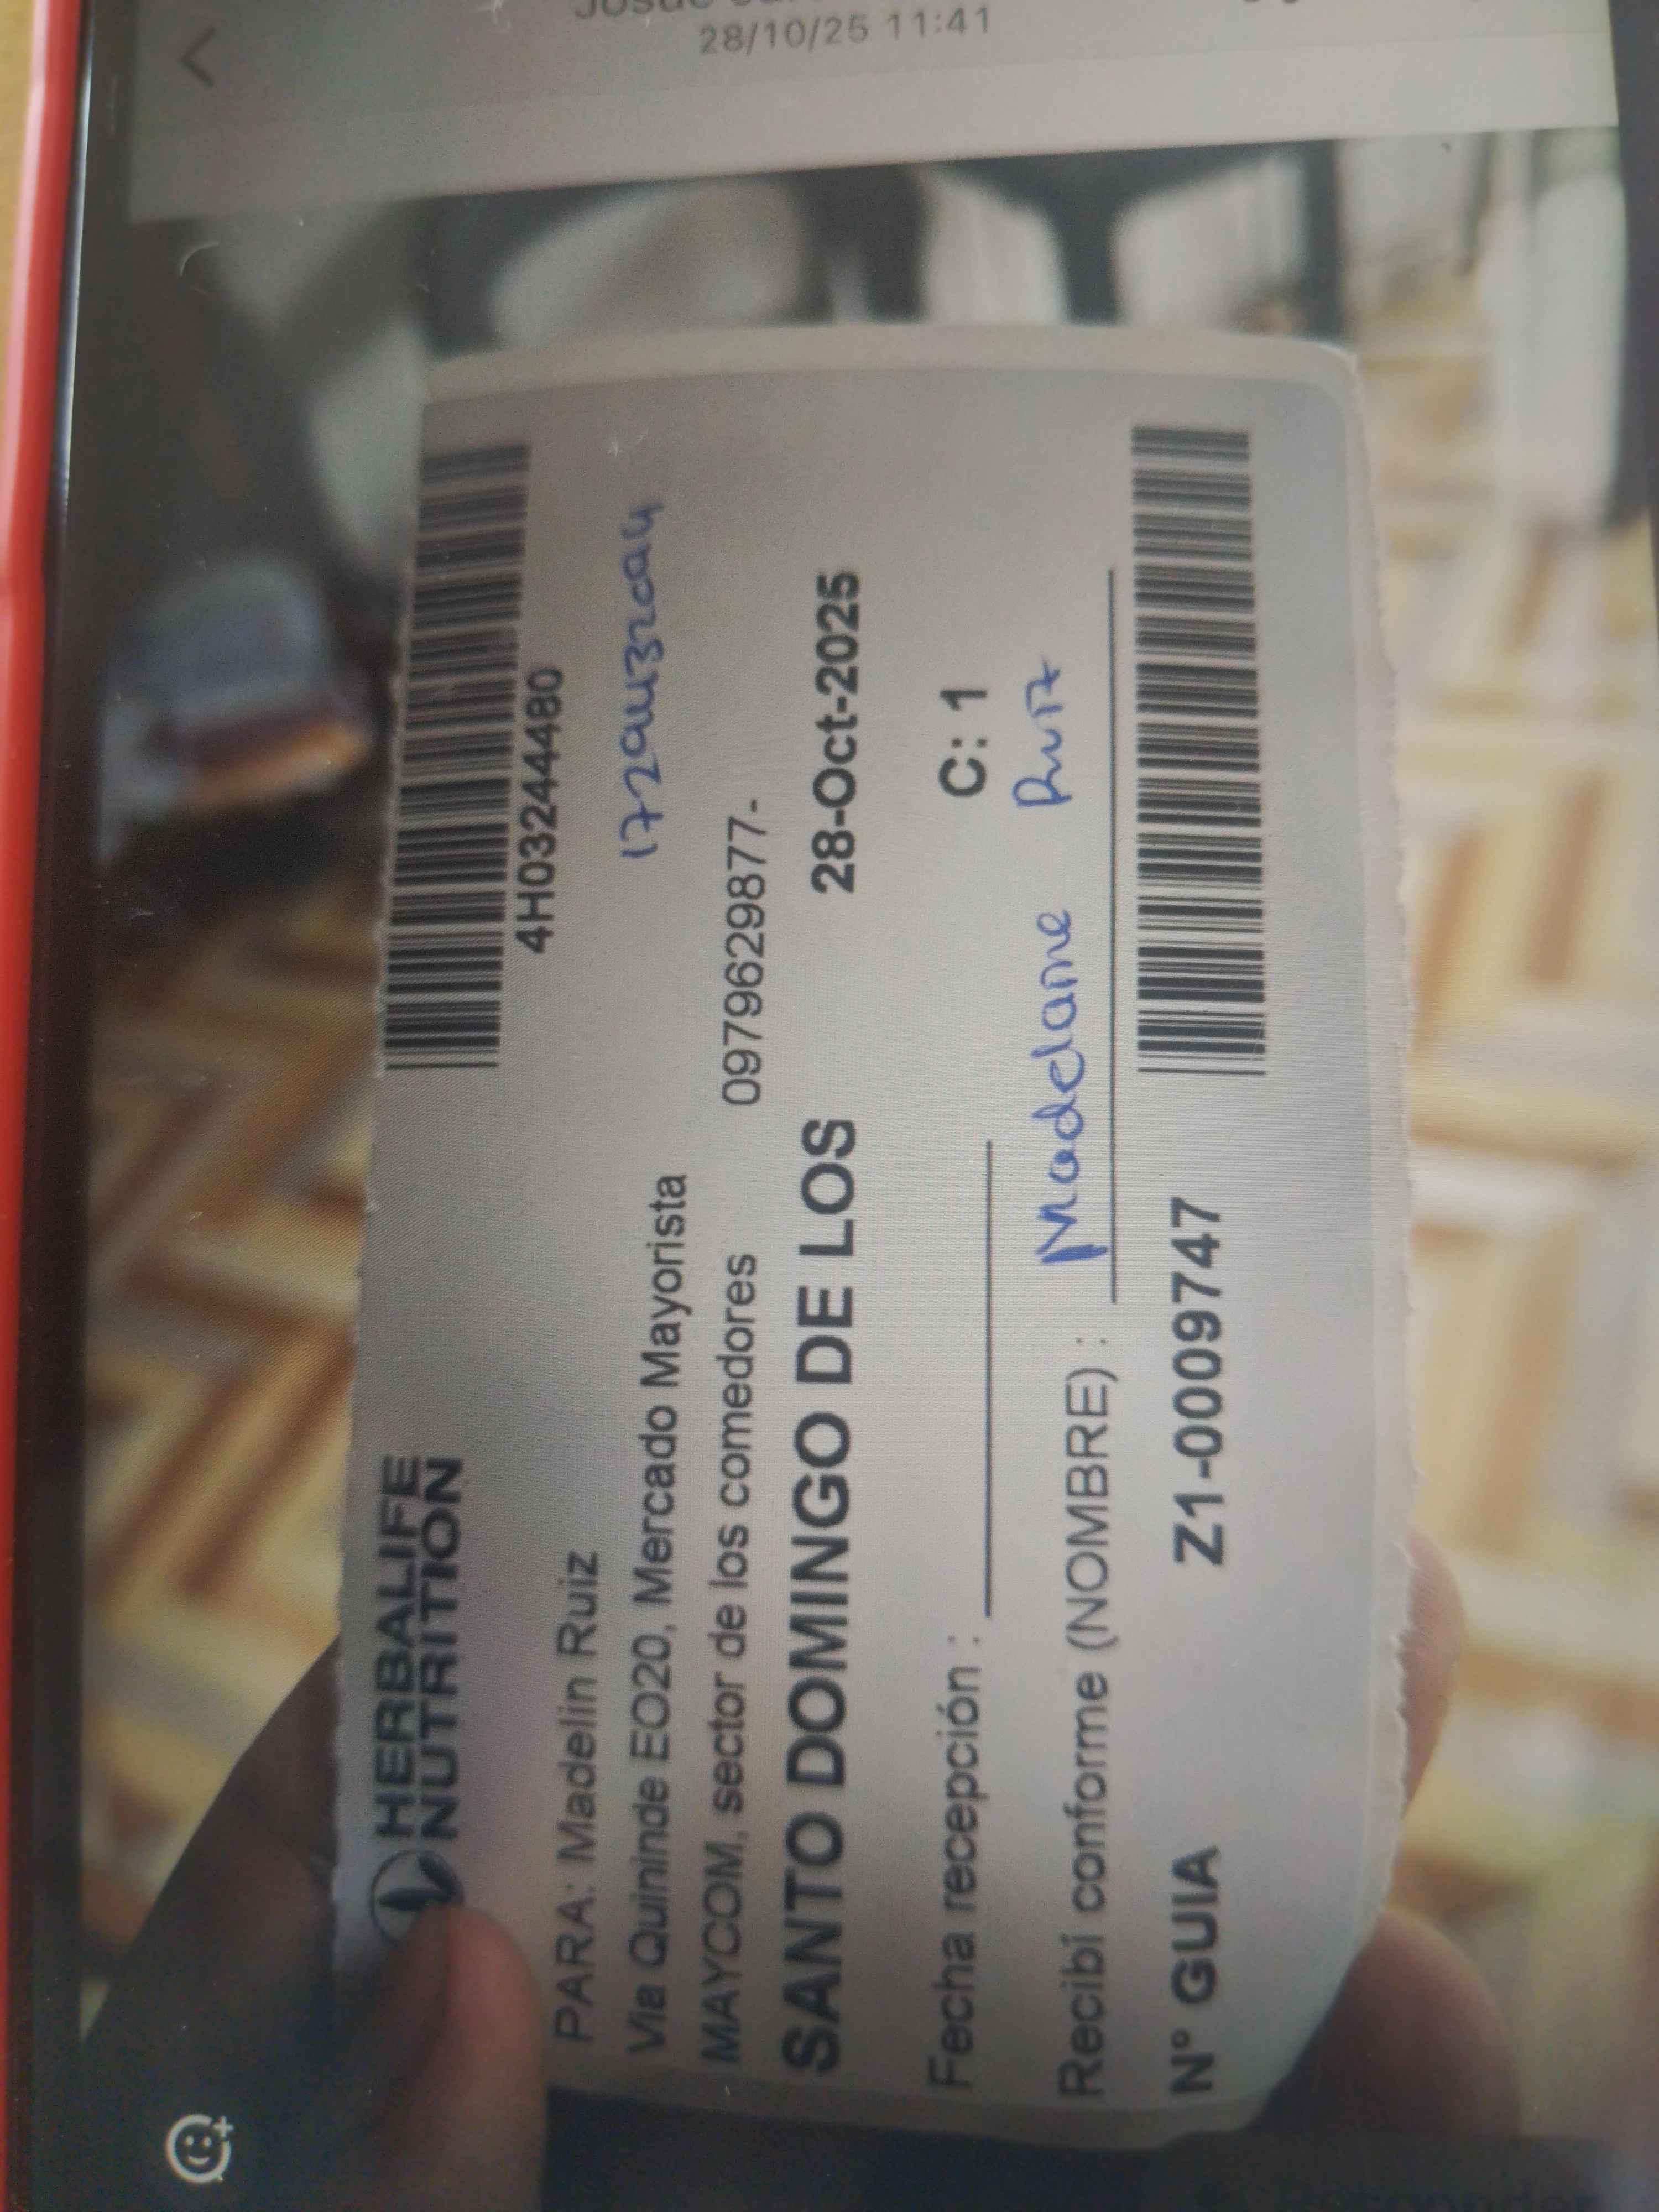 28/10/25 11:41
HERBALIFE
NUTRITION
4H03244480
PARA: Madelin Ruiz
Via Quininde EO20, Mercado Mayorista
MAYCOM, sector de los comedores 0979629877-
SANTO DOMINGO DE LOS 28-Oct-2025
Fecha recepción : C: 1
Recibí conforme (NOMBRE) : Madelaine Ruiz
N° GUIA Z1-0009747